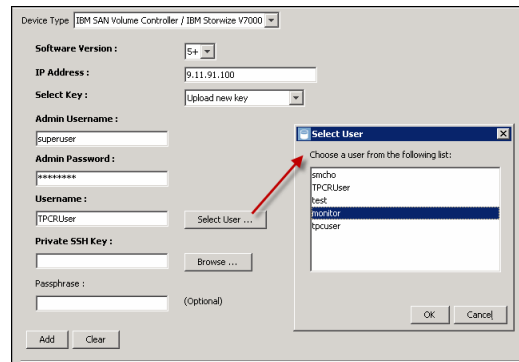 Device Type IBM SAN Volume Controller / IBM Storwize V7000
Software Version :
5+
IP Address :
9.11.91.100
Select Key :
Upload new key
Admin Username :
superuser
Admin Password :
********
Username :
TPCRUser
Select User ...
Private SSH Key :
Browse ...
Passphrase :
(Optional)
Add
Clear
Select User
Choose a user from the following list:
smcho
TPCRUser
test
monitor
tpcuser
OK
Cancel